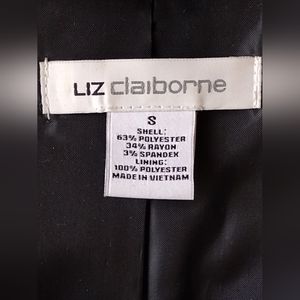 LIZ claiborne
S
SHELL:
63% POLYESTER
34% RAYON
3% SPANDEX
LINING:
100% POLYESTER
MADE IN VIETNAM